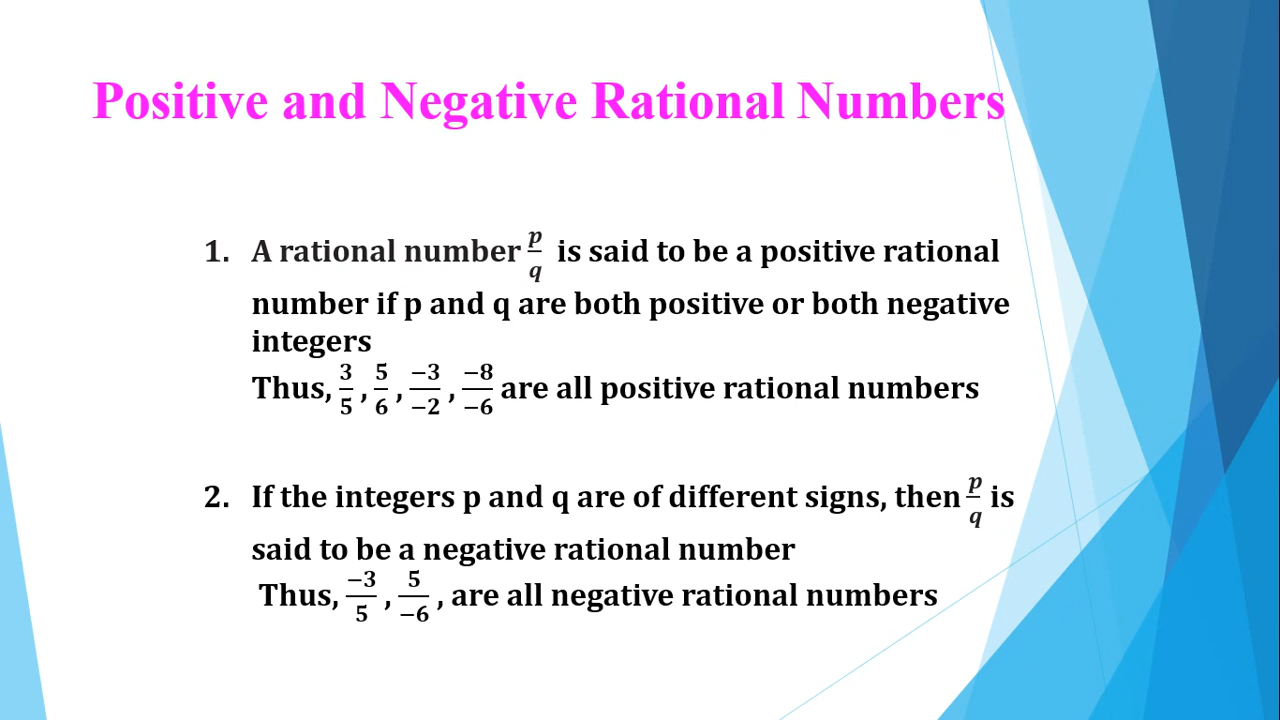 Positive and Negative Rational Numbers
1. A rational number p/q is said to be a positive rational
number if p and q are both positive or both negative
integers
Thus, 3/5 , 5/6 , −3/−2 , −8/−6 are all positive rational numbers
2. If the integers p and q are of different signs, then p/q is
said to be a negative rational number
Thus, −3/5 , 5/−6 , are all negative rational numbers